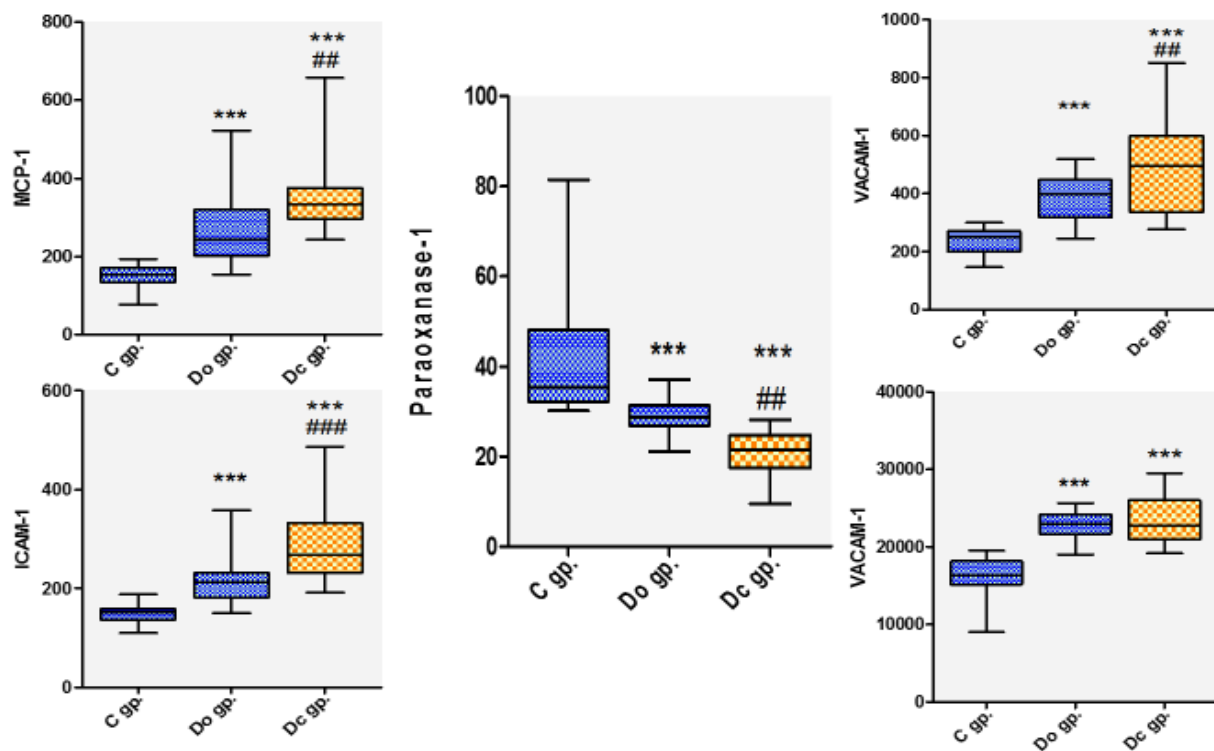 MCP-1
800
600
400
200
0
***
***
##
C gp.
Do gp.
Dc gp.
ICAM-1
600
400
200
0
***
***
###
C gp.
Do gp.
Dc gp.
Paraoxanase-1
100
80
60
40
20
0
***
***
##
C gp.
Do gp.
Dc gp.
VACAM-1
1000
800
600
400
200
0
***
***
##
C gp.
Do gp.
Dc gp.
VACAM-1
40000
30000
20000
10000
0
***
***
C gp.
Do gp.
Dc gp.